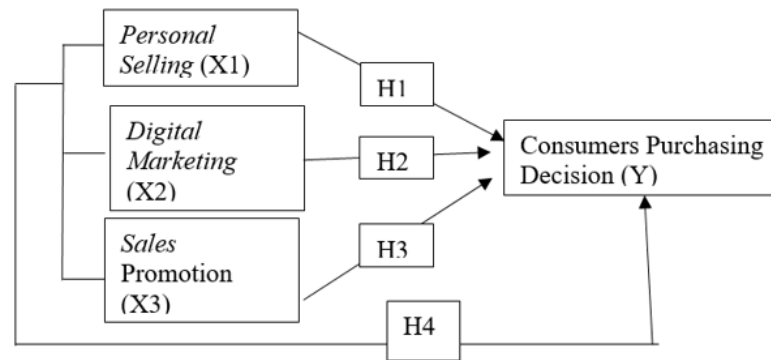 Personal
Selling (X1)
H1
Digital
Marketing
(X2)
H2
Consumers Purchasing
Decision (Y)
Sales
Promotion
(X3)
H3
H4